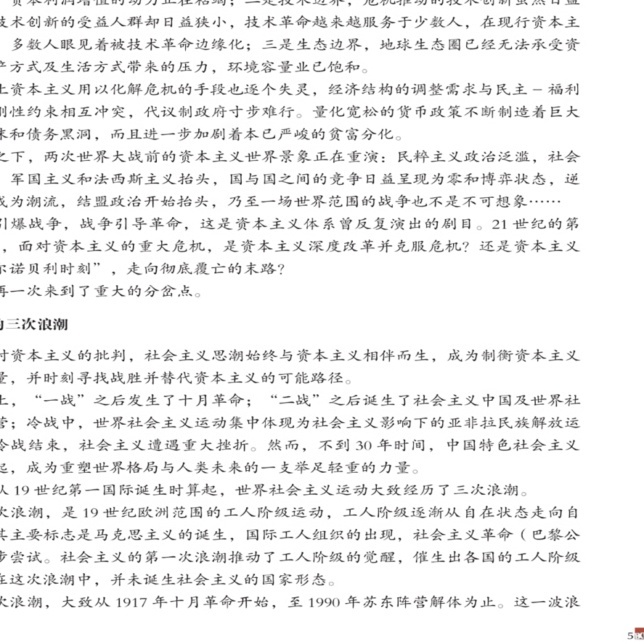 资本利润增值的动力正在枯竭；二是技术边界，危机推动的技术创新虽然日益
技术创新的受益人群却日益狭小，技术革命越来越服务于少数人，在现行资本主
多数人眼见着被技术革命边缘化；三是生态边界，地球生态圈已经无法承受资
产方式及生活方式带来的压力，环境容量业已饱和。
上资本主义用以化解危机的手段也逐个失灵，经济结构的调整需求与民主–福利
刚性约束相互冲突，代议制政府寸步难行。量化宽松的货币政策不断制造着巨大
沫和债务黑洞，而且进一步加剧着本已严峻的贫富分化。
之下，两次世界大战前的资本主义世界景象正在重演：民粹主义政治泛滥，社会
军国主义和法西斯主义抬头，国与国之间的竞争日益呈现为零和博弈状态，逆
成为潮流，结盟政治开始抬头，乃至一场世界范围的战争也不是不可想象……
引爆战争，战争引导革命，这是资本主义体系曾反复演出的剧目。21 世纪的第
，面对资本主义的重大危机，是资本主义深度改革并克服危机？还是资本主义
尔诺贝利时刻”，走向彻底覆亡的末路？
再一次来到了重大的分岔点。
的三次浪潮
对资本主义的批判，社会主义思潮始终与资本主义相伴而生，成为制衡资本主义
量，并时刻寻找战胜并替代资本主义的可能路径。
上，“一战”之后发生了十月革命；“二战”之后诞生了社会主义中国及世界社
营；冷战中，世界社会主义运动集中体现为社会主义影响下的亚非拉民族解放运
冷战结束，社会主义遭遇重大挫折。然而，不到 30 年时间，中国特色社会主义
起，成为重塑世界格局与人类未来的一支举足轻重的力量。
从 19 世纪第一国际诞生时算起，世界社会主义运动大致经历了三次浪潮。
次浪潮，是 19 世纪欧洲范围的工人阶级运动，工人阶级逐渐从自在状态走向自
其主要标志是马克思主义的诞生，国际工人组织的出现，社会主义革命（巴黎公
步尝试。社会主义的第一次浪潮推动了工人阶级的觉醒，催生出各国的工人阶级
在这次浪潮中，并未诞生社会主义的国家形态。
次浪潮，大致从 1917 年十月革命开始，至 1990 年苏东阵营解体为止。这一波浪
5